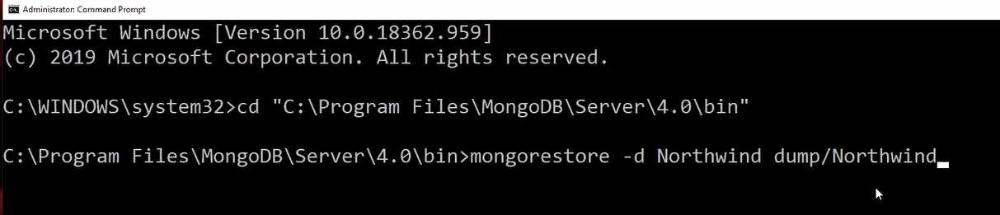 Administrator: Command Prompt
Microsoft Windows [Version 10.0.18362.959]
(c) 2019 Microsoft Corporation. All rights reserved.
C:\WINDOWS\system32>cd "C:\Program Files\MongoDB\Server\4.0\bin"
C:\Program Files\MongoDB\Server\4.0\bin>mongorestore -d Northwind dump/Northwind